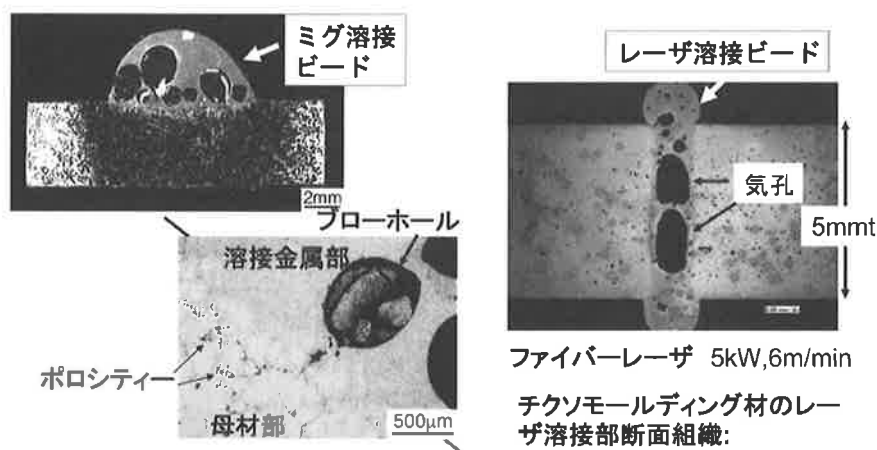 ミグ溶接
ビード
2mm
ブローホール
溶接金属部
ポロシティー
母材部
500μm
レーザ溶接ビード
気孔
5mmt
ファイバーレーザ 5kW,6m/min
チクソモールディング材のレー
ザ溶接部断面組織: